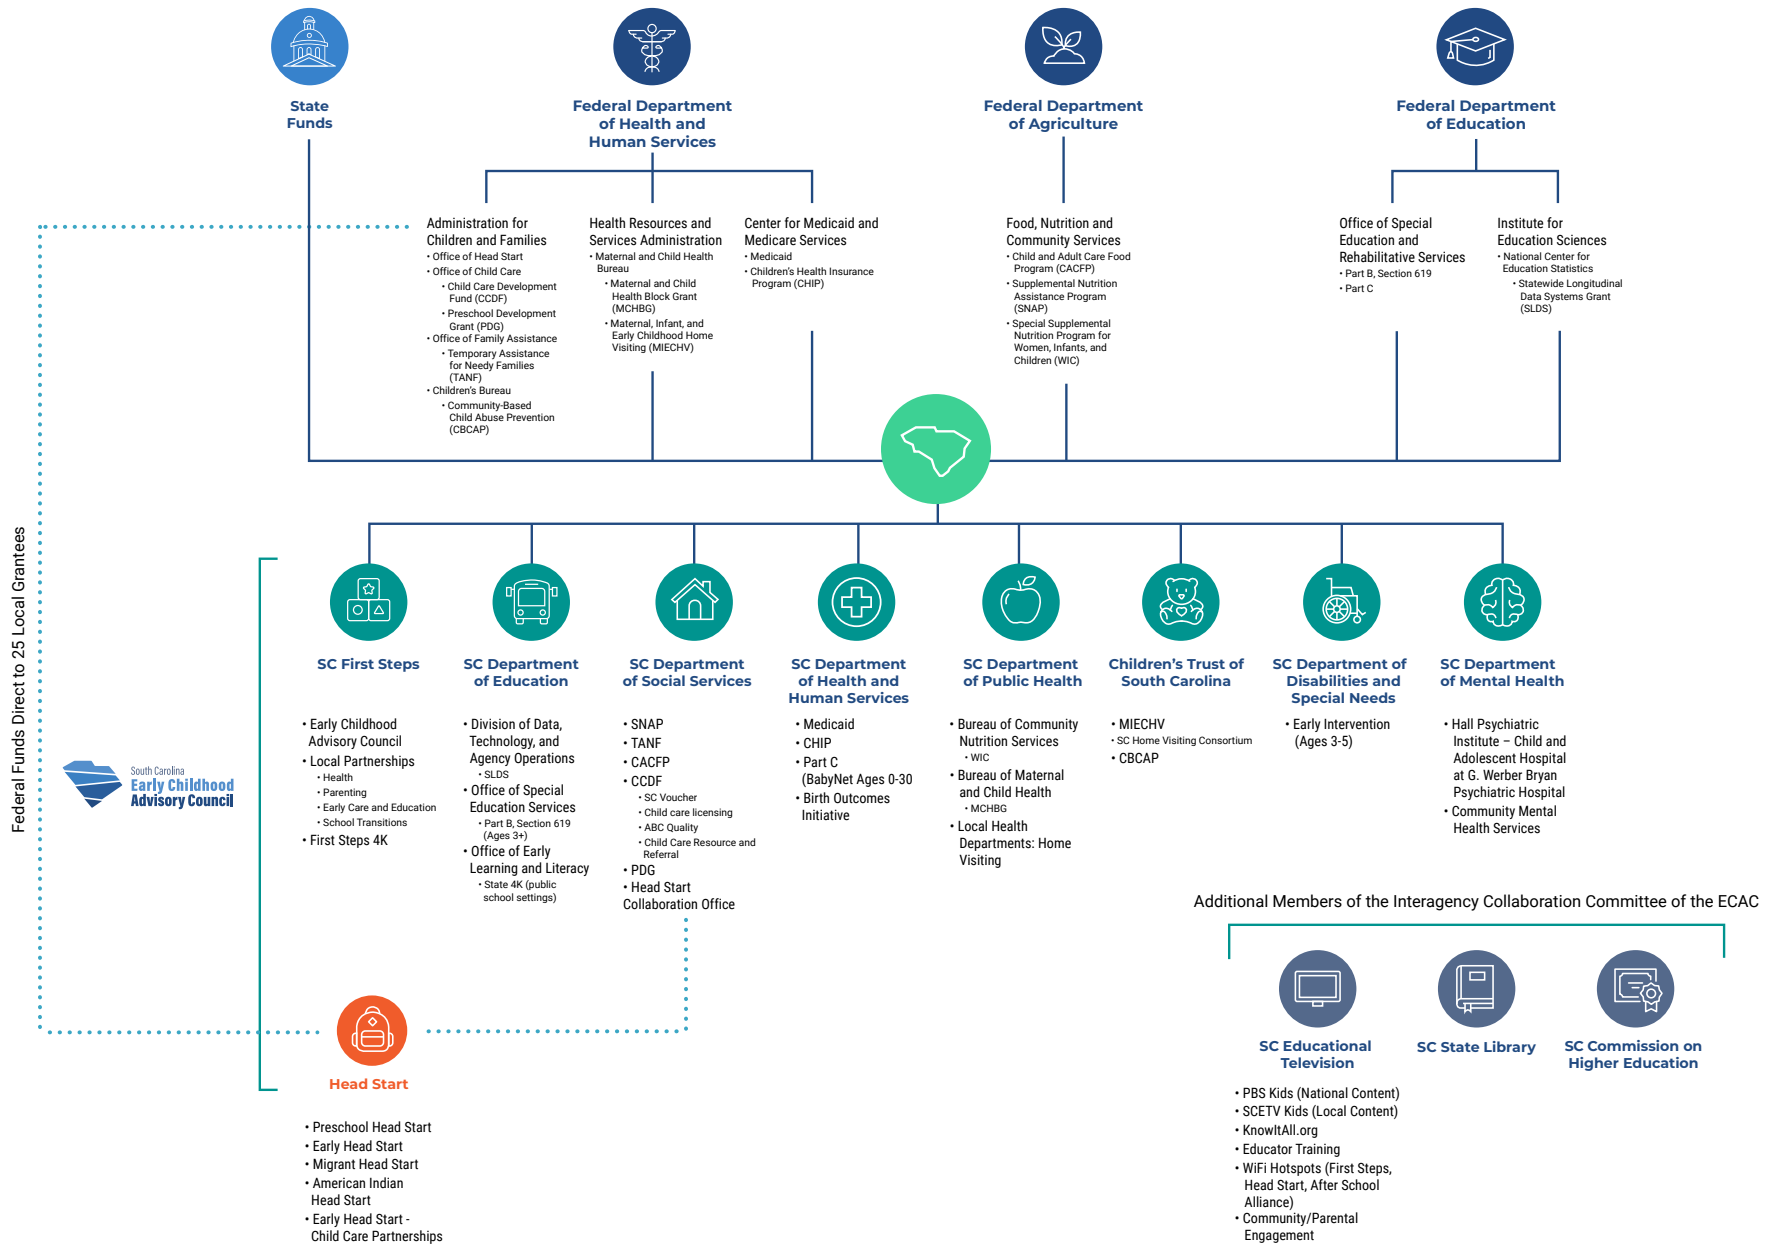 State
Funds
Federal Department
of Health and
Human Services
Federal Department
of Agriculture
Federal Department
of Education
Administration for
Children and Families
• Office of Head Start
• Office of Child Care
• Child Care Development
Fund (CCDF)
• Preschool Development
Grant (PDG)
• Office of Family Assistance
• Temporary Assistance
for Needy Families
(TANF)
• Children's Bureau
• Community-Based
Child Abuse Prevention
(CBCAP)
Health Resources and
Services Administration
• Maternal and Child Health
Bureau
• Maternal and Child
Health Block Grant
(MCHBG)
• Maternal, Infant, and
Early Childhood Home
Visiting (MIECHV)
Center for Medicaid and
Medicare Services
• Medicaid
• Children's Health Insurance
Program (CHIP)
Food, Nutrition and
Community Services
• Child and Adult Care Food
Program (CACFP)
• Supplemental Nutrition
Assistance Program
(SNAP)
• Special Supplemental
Nutrition Program for
Women, Infants, and
Children (WIC)
Office of Special
Education and
Rehabilitative Services
• Part B, Section 619
• Part C
Institute for
Education Sciences
• National Center for
Education Statistics
• Statewide Longitudinal
Data Systems Grant
(SLDS)
Federal Funds Direct to 25 Local Grantees
South Carolina
Early Childhood
Advisory Council
SC First Steps
• Early Childhood
Advisory Council
• Local Partnerships
• Health
• Parenting
• Early Care and Education
• School Transitions
• First Steps 4K
SC Department
of Education
• Division of Data,
Technology, and
Agency Operations
• SLDS
• Office of Special
Education Services
• Part B, Section 619
(Ages 3+)
• Office of Early
Learning and Literacy
• State 4K (public
school settings)
SC Department
of Social Services
• SNAP
• TANF
• CACFP
• CCDF
• SC Voucher
• Child care licensing
• ABC Quality
• Child Care Resource and
Referral
• PDG
• Head Start
Collaboration Office
SC Department
of Health and
Human Services
• Medicaid
• CHIP
• Part C
(BabyNet Ages 0-30
• Birth Outcomes
Initiative
SC Department
of Public Health
• Bureau of Community
Nutrition Services
• WIC
• Bureau of Maternal
and Child Health
• MCHBG
• Local Health
Departments: Home
Visiting
Children's Trust of
South Carolina
• MIECHV
• SC Home Visiting Consortium
• CBCAP
SC Department of
Disabilities and
Special Needs
• Early Intervention
(Ages 3-5)
SC Department
of Mental Health
• Hall Psychiatric
Institute – Child and
Adolescent Hospital
at G. Werber Bryan
Psychiatric Hospital
• Community Mental
Health Services
Head Start
• Preschool Head Start
• Early Head Start
• Migrant Head Start
• American Indian
Head Start
• Early Head Start -
Child Care Partnerships
Additional Members of the Interagency Collaboration Committee of the ECAC
SC Educational
Television
• PBS Kids (National Content)
• SCETV Kids (Local Content)
• KnowItAll.org
• Educator Training
• WiFi Hotspots (First Steps,
Head Start, After School
Alliance)
• Community/Parental
Engagement
SC State Library
SC Commission on
Higher Education